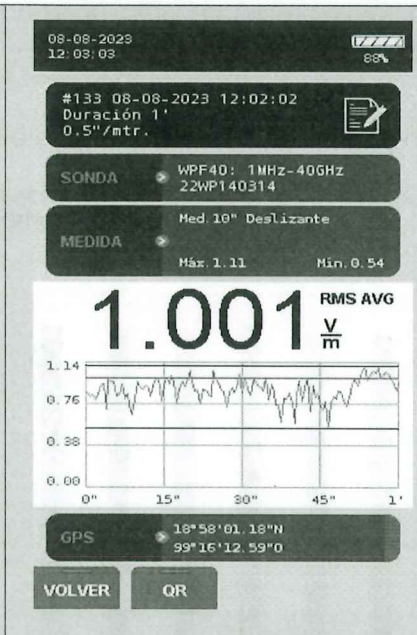 08-08-2023
12:03:03
88%
#133 08-08-2023 12:02:02
Duración 1'
0.5"/mtr.
SONDA
WPF40: 1MHz-40GHz
22WP140314
MEDIDA
Med.10" Deslizante
Máx.1.11 Min.0.54
1.001 RMS AVG
V/m
1.14
0.76
0.38
0.00
0" 15" 30" 45" 1'
GPS
18°58'01.18"N
99°16'12.59"O
VOLVER QR